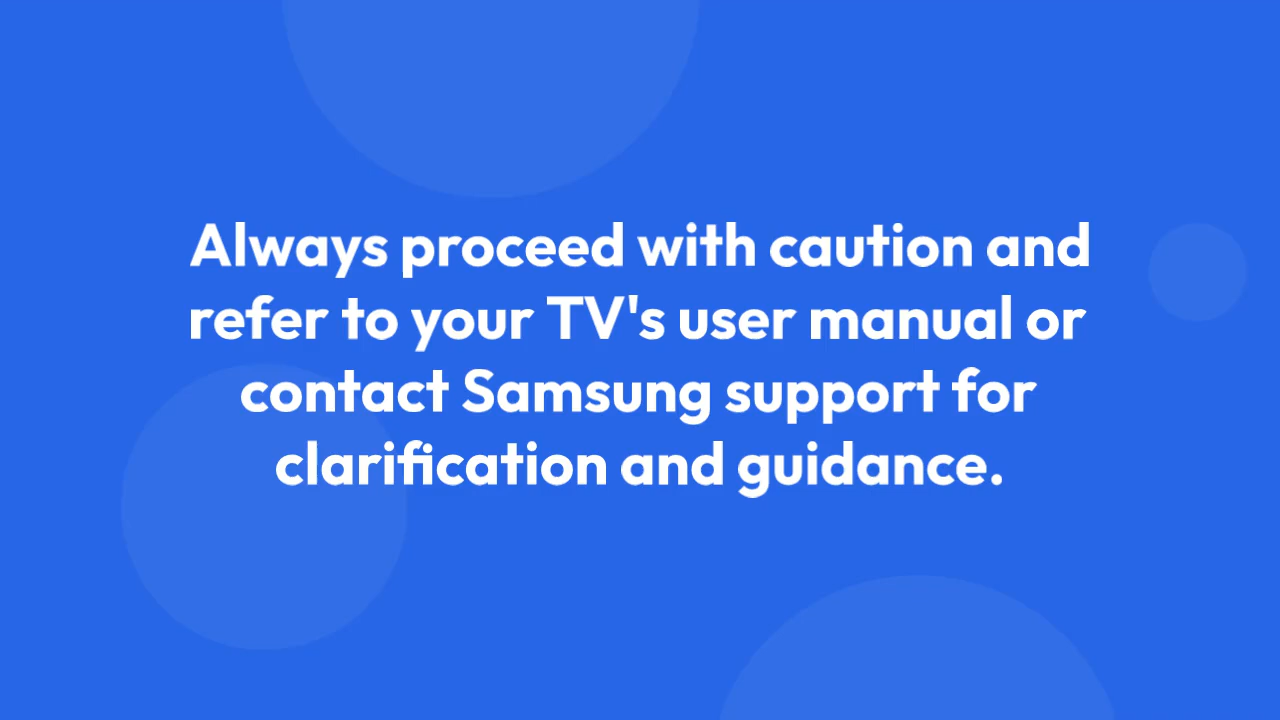 Always proceed with caution and
refer to your TV's user manual or
contact Samsung support for
clarification and guidance.